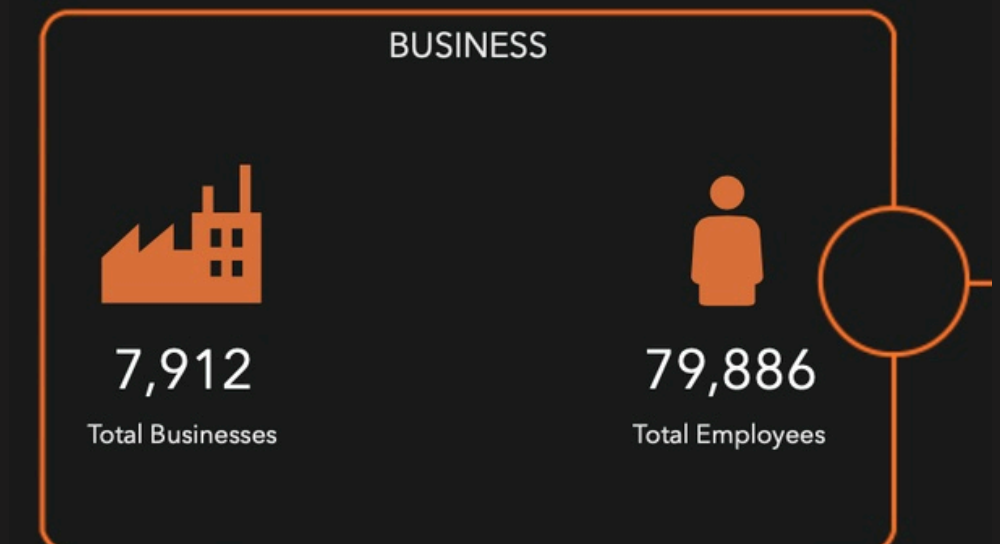 BUSINESS
7,912
79,886
Total Businesses
Total Employees